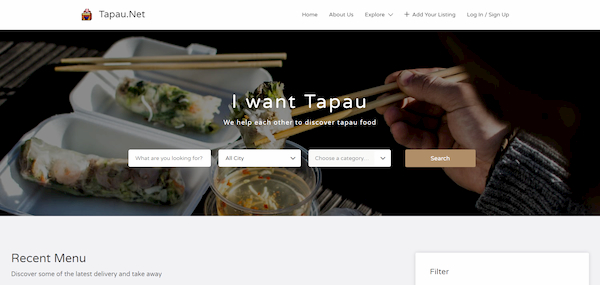 Tapau.Net
Home
About Us
Explore
Add Your Listing
Log In / Sign Up
I want Tapau
We help each other to discover tapau food
What are you looking for?
All City
Choose a category...
Search
Recent Menu
Discover some of the latest delivery and take away
Filter